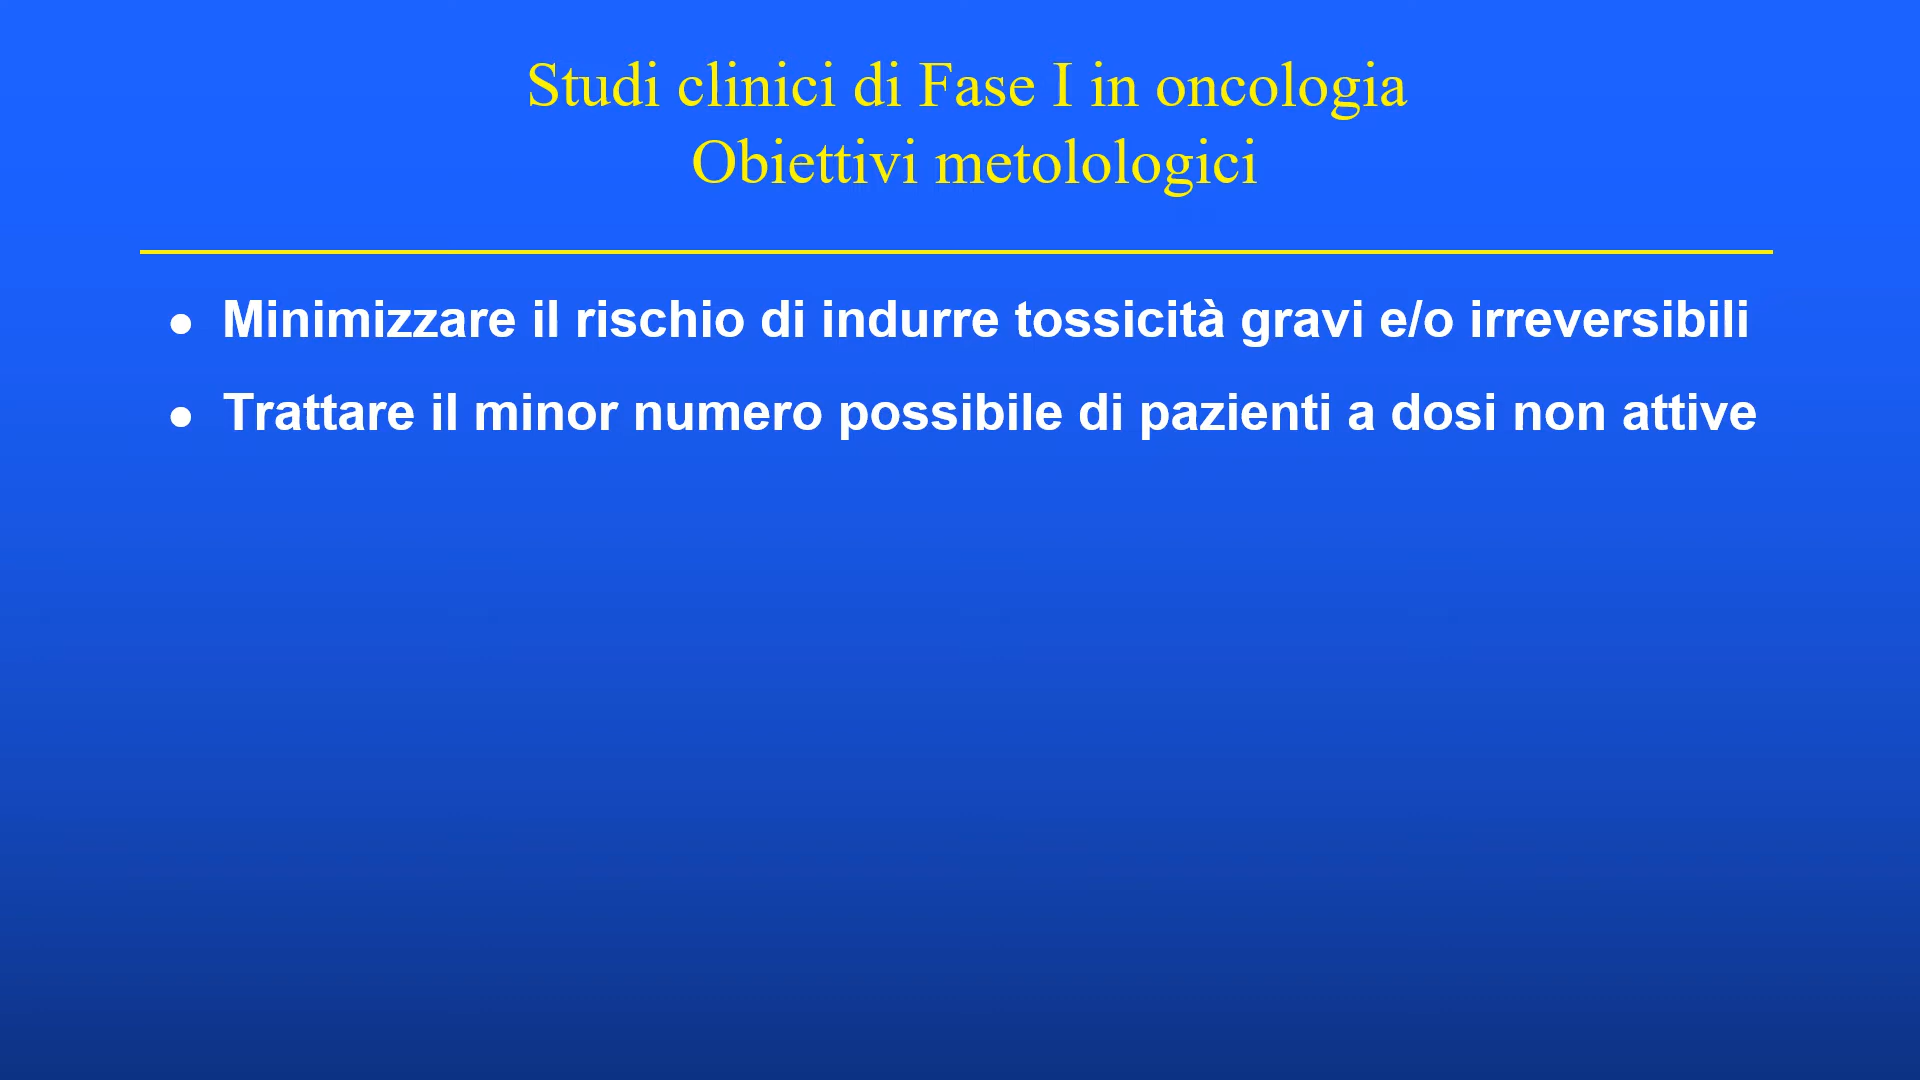 Studi clinici di Fase I in oncologia
Obiettivi metolologici
● Minimizzare il rischio di indurre tossicità gravi e/o irreversibili
● Trattare il minor numero possibile di pazienti a dosi non attive